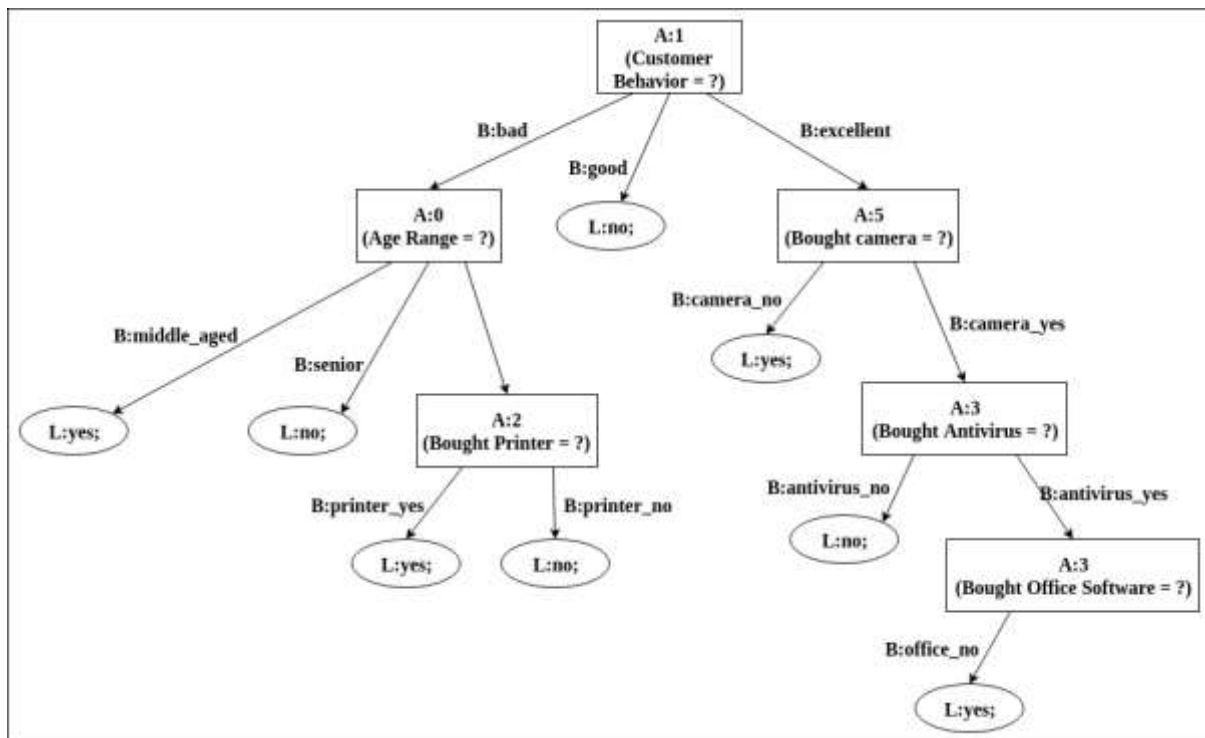 A:1
(Customer
Behavior = ?)
B:bad
B:excellent
B:good
A:0
(Age Range = ?)
L:no;
A:5
(Bought camera = ?)
B:camera_no
B:camera_yes
B:middle_aged
B:senior
L:yes;
L:yes;
L:no;
A:2
(Bought Printer = ?)
A:3
(Bought Antivirus = ?)
B:printer_yes
B:printer_no
B:antivirus_no
B:antivirus_yes
L:yes;
L:no;
L:no;
A:3
(Bought Office Software = ?)
B:office_no
L:yes;